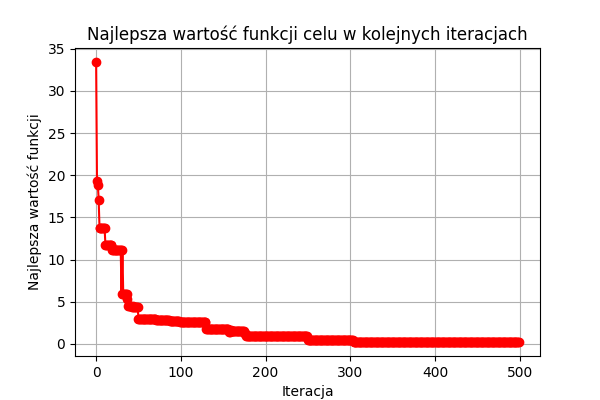 Najlepsza wartość funkcji celu w kolejnych iteracjach
Najlepsza wartość funkcji
35
30
25
20
15
10
5
0
0 100 200 300 400 500
Iteracja